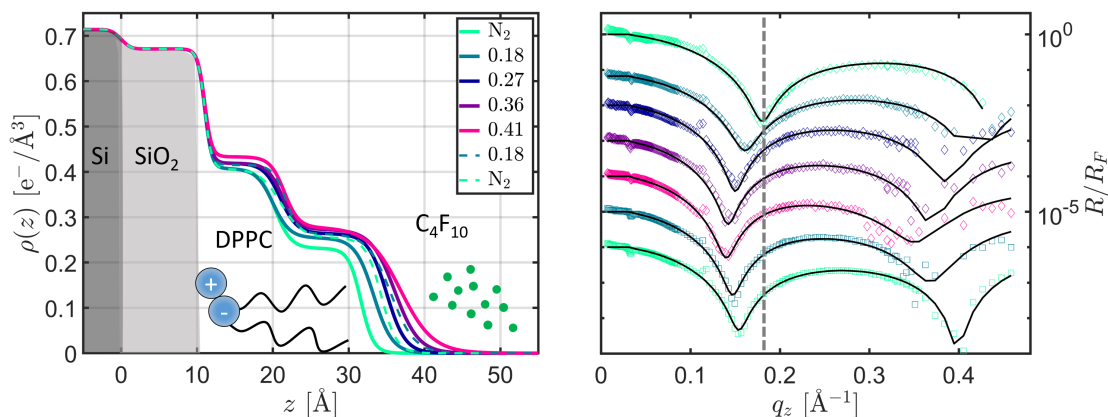 0.7
0.6
0.5
0.4
0.3
0.2
0.1
0
ρ(z) [e⁻/Å³]
Si
SiO₂
DPPC
C₄F₁₀
+
-
N₂
0.18
0.27
0.36
0.41
0.18
N₂
0 10 20 30 40 50
z [Å]
10⁰
10⁻⁵
R/R_F
0 0.1 0.2 0.3 0.4
q_z [Å⁻¹]